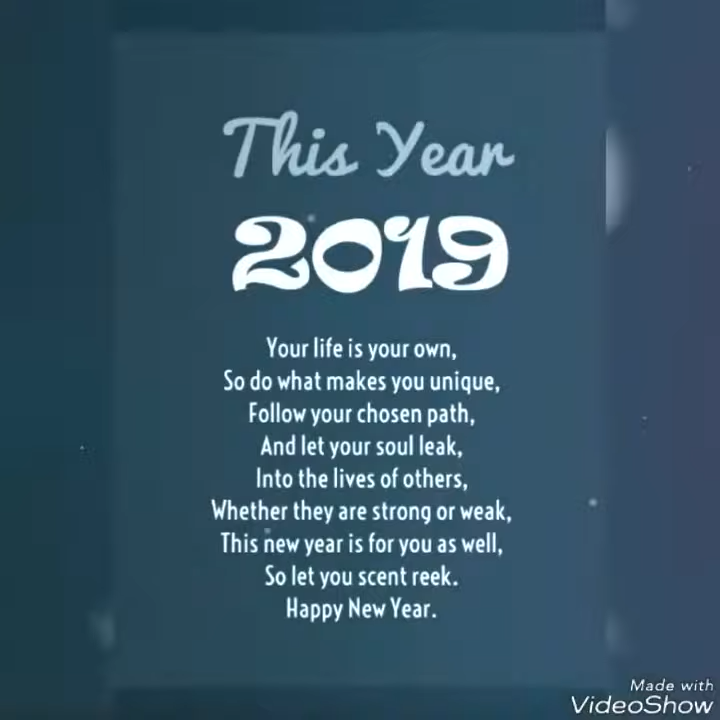 This Year
2019
Your life is your own,
So do what makes you unique,
Follow your chosen path,
And let your soul leak,
Into the lives of others,
Whether they are strong or weak,
This new year is for you as well,
So let you scent reek.
Happy New Year.
Made with
VideoShow